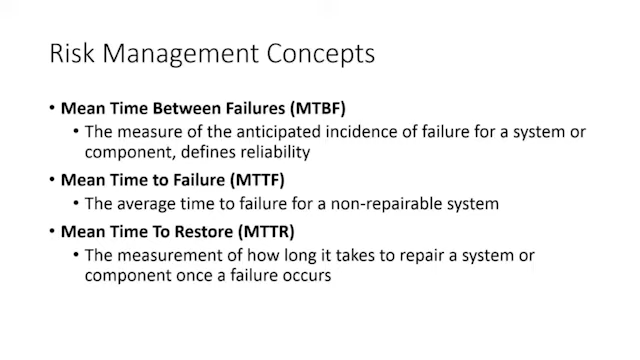 Risk Management Concepts
• Mean Time Between Failures (MTBF)
• The measure of the anticipated incidence of failure for a system or
component, defines reliability
• Mean Time to Failure (MTTF)
• The average time to failure for a non-repairable system
• Mean Time To Restore (MTTR)
• The measurement of how long it takes to repair a system or
component once a failure occurs